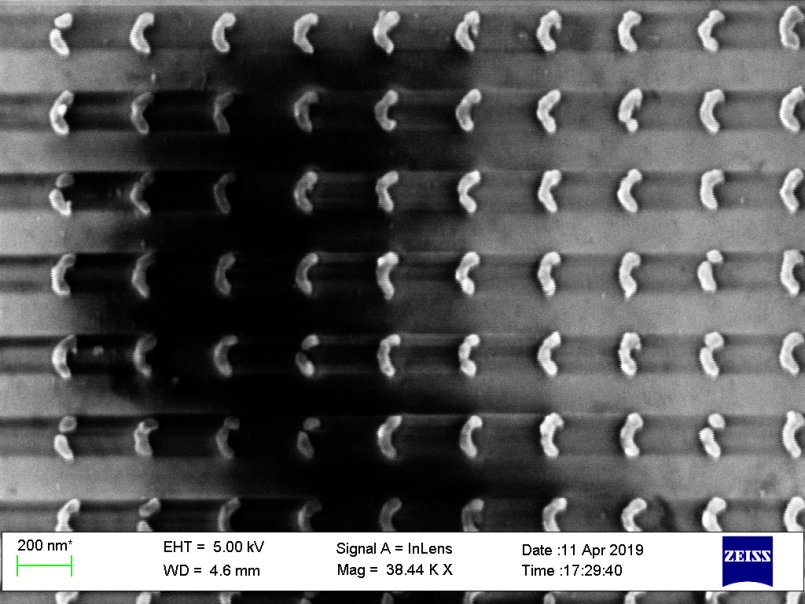 200 nm*
EHT = 5.00 kV
WD = 4.6 mm
Signal A = InLens
Mag = 38.44 K X
Date :11 Apr 2019
Time :17:29:40
ZEISS